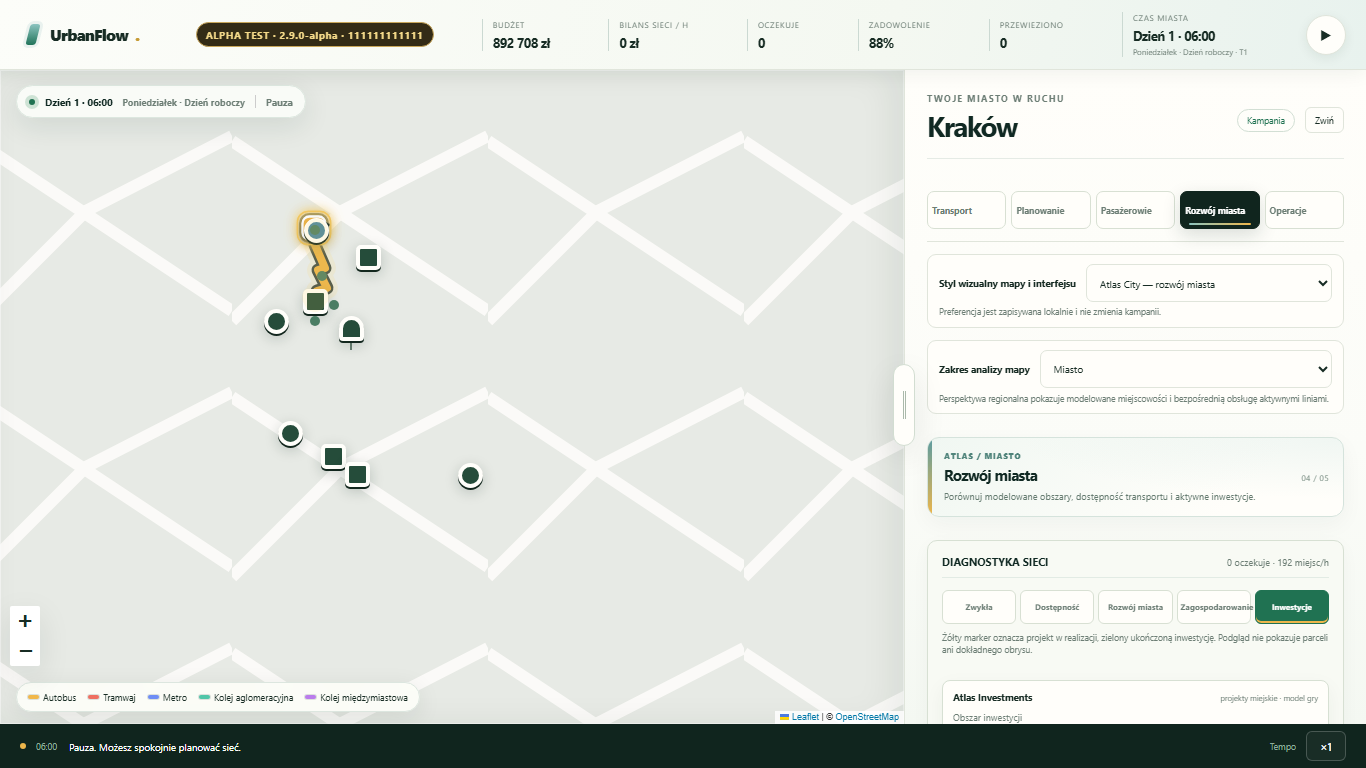 UrbanFlow .
ALPHA TEST · 2.9.0-alpha · 111111111111
BUDŻET
892 708 zł
BILANS SIECI / H
0 zł
OCZEKUJE
0
ZADOWOLENIE
88%
PRZEWIEZIONO
0
CZAS MIASTA
Dzień 1 · 06:00
Poniedziałek · Dzień roboczy · T1
Dzień 1 · 06:00 Poniedziałek · Dzień roboczy Pauza
TWOJE MIASTO W RUCHU
Kraków
Kampania
Zwiń
Transport
Planowanie
Pasażerowie
Rozwój miasta
Operacje
Styl wizualny mapy i interfejsu
Atlas City — rozwój miasta
Preferencja jest zapisywana lokalnie i nie zmienia kampanii.
Zakres analizy mapy
Miasto
Perspektywa regionalna pokazuje modelowane miejscowości i bezpośrednią obsługę aktywnymi liniami.
ATLAS / MIASTO
Rozwój miasta
04 / 05
Porównuj modelowane obszary, dostępność transportu i aktywne inwestycje.
DIAGNOSTYKA SIECI
0 oczekuje · 192 miejsc/h
Zwykła
Dostępność
Rozwój miasta
Zagospodarowanie
Inwestycje
Żółty marker oznacza projekt w realizacji, zielony ukończoną inwestycję. Podgląd nie pokazuje parceli
ani dokładnego obrysu.
Atlas Investments
projekty miejskie · model gry
Obszar inwestycji
+
−
Autobus
Tramwaj
Metro
Kolej aglomeracyjna
Kolej międzymiastowa
Leaflet | © OpenStreetMap
06:00 Pauza. Możesz spokojnie planować sieć.
Tempo
×1